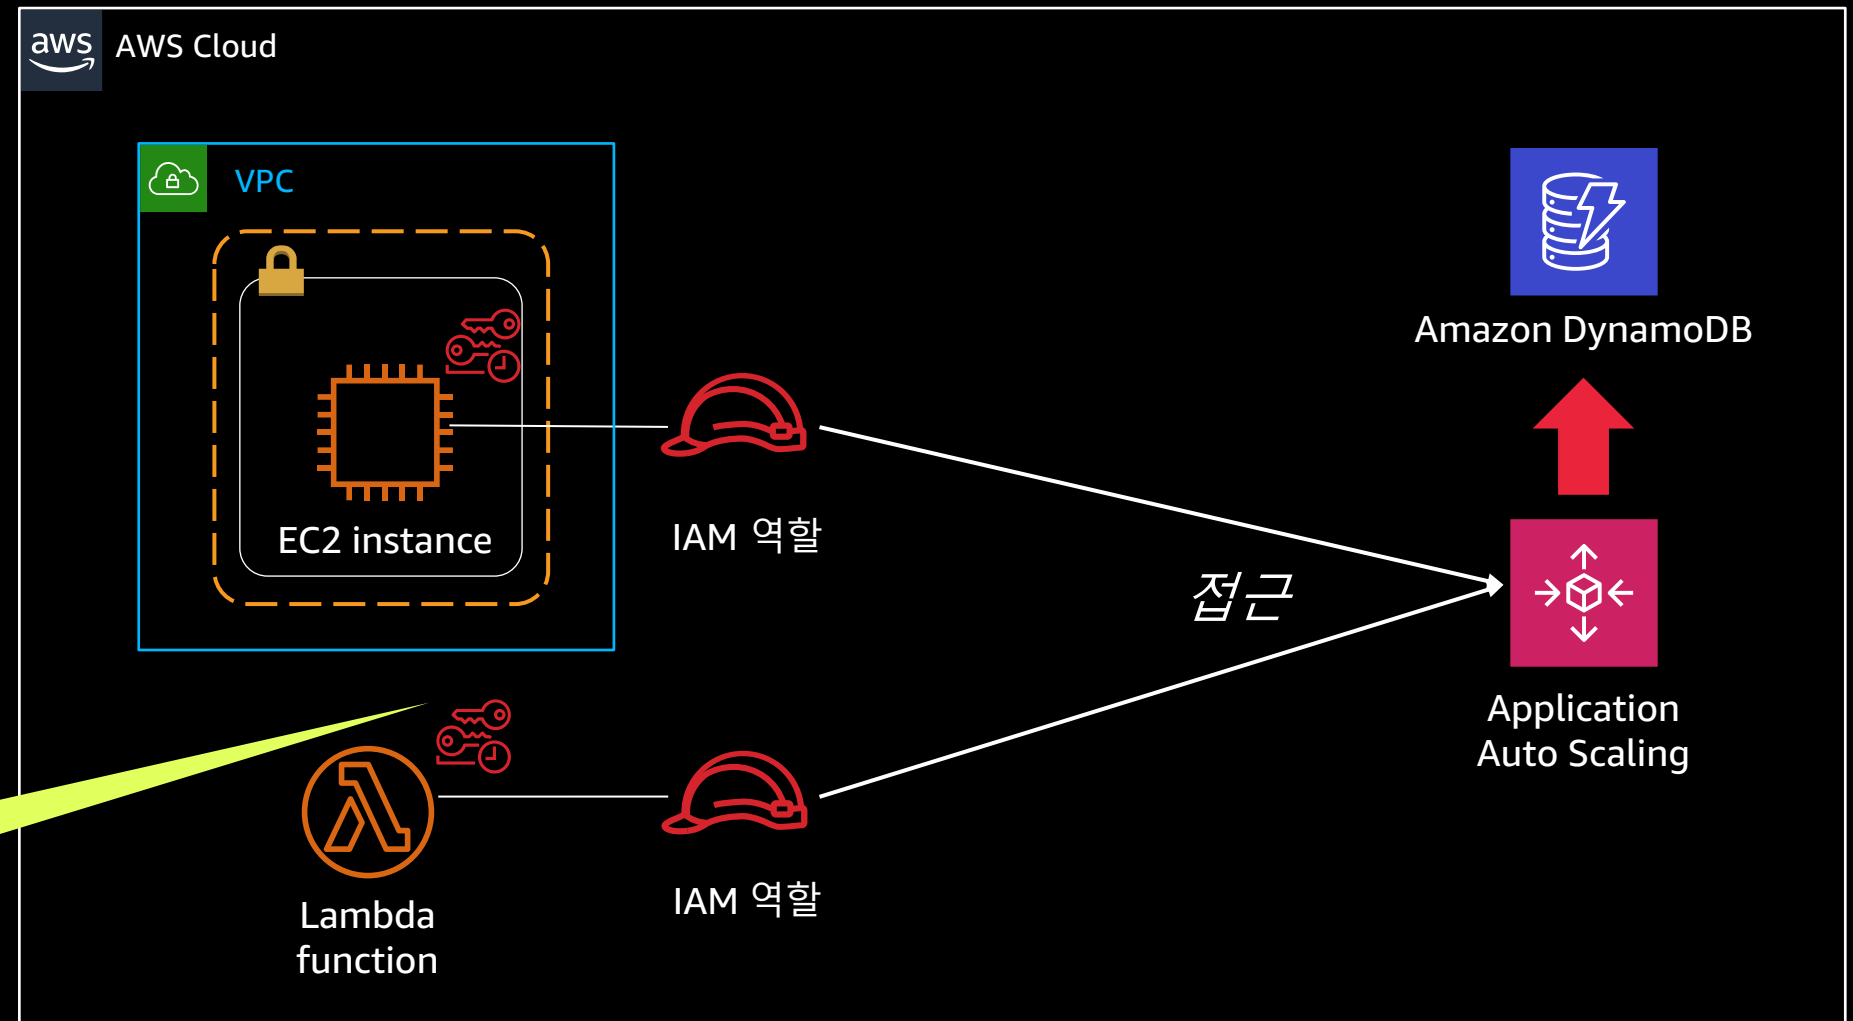 aws
AWS Cloud
VPC
EC2 instance
IAM 역할
Amazon DynamoDB
접근
Application
Auto Scaling
Lambda
function
IAM 역할